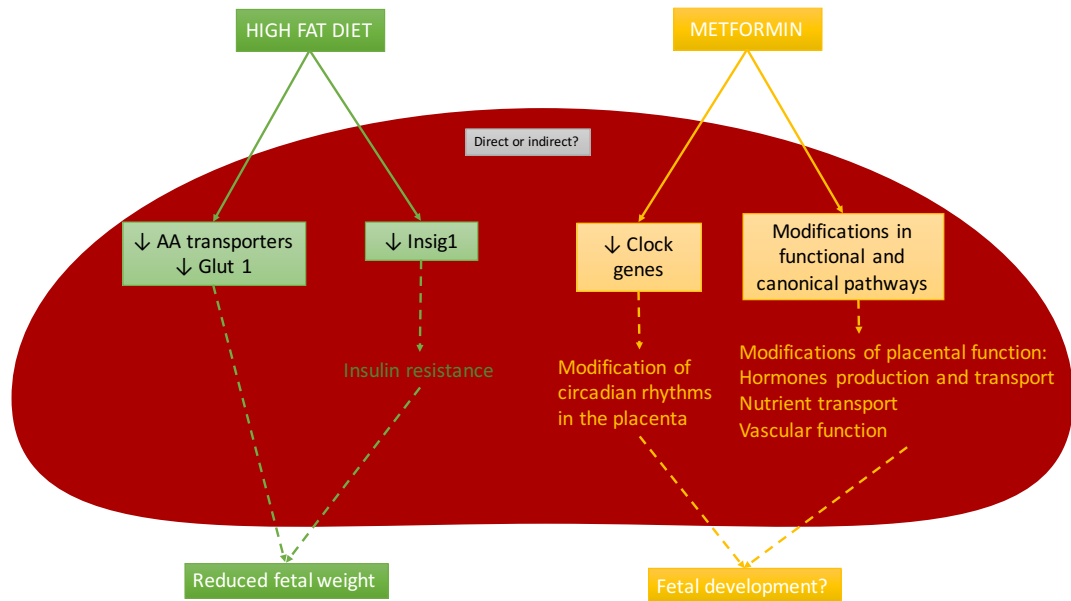 HIGH FAT DIET
METFORMIN
Direct or indirect?
↓ AA transporters
↓ Glut 1
↓ Insig1
↓ Clock
genes
Modifications in
functional and
canonical pathways
Insulin resistance
Modification of
circadian rhythms
in the placenta
Modifications of placental function:
Hormones production and transport
Nutrient transport
Vascular function
Reduced fetal weight
Fetal development?